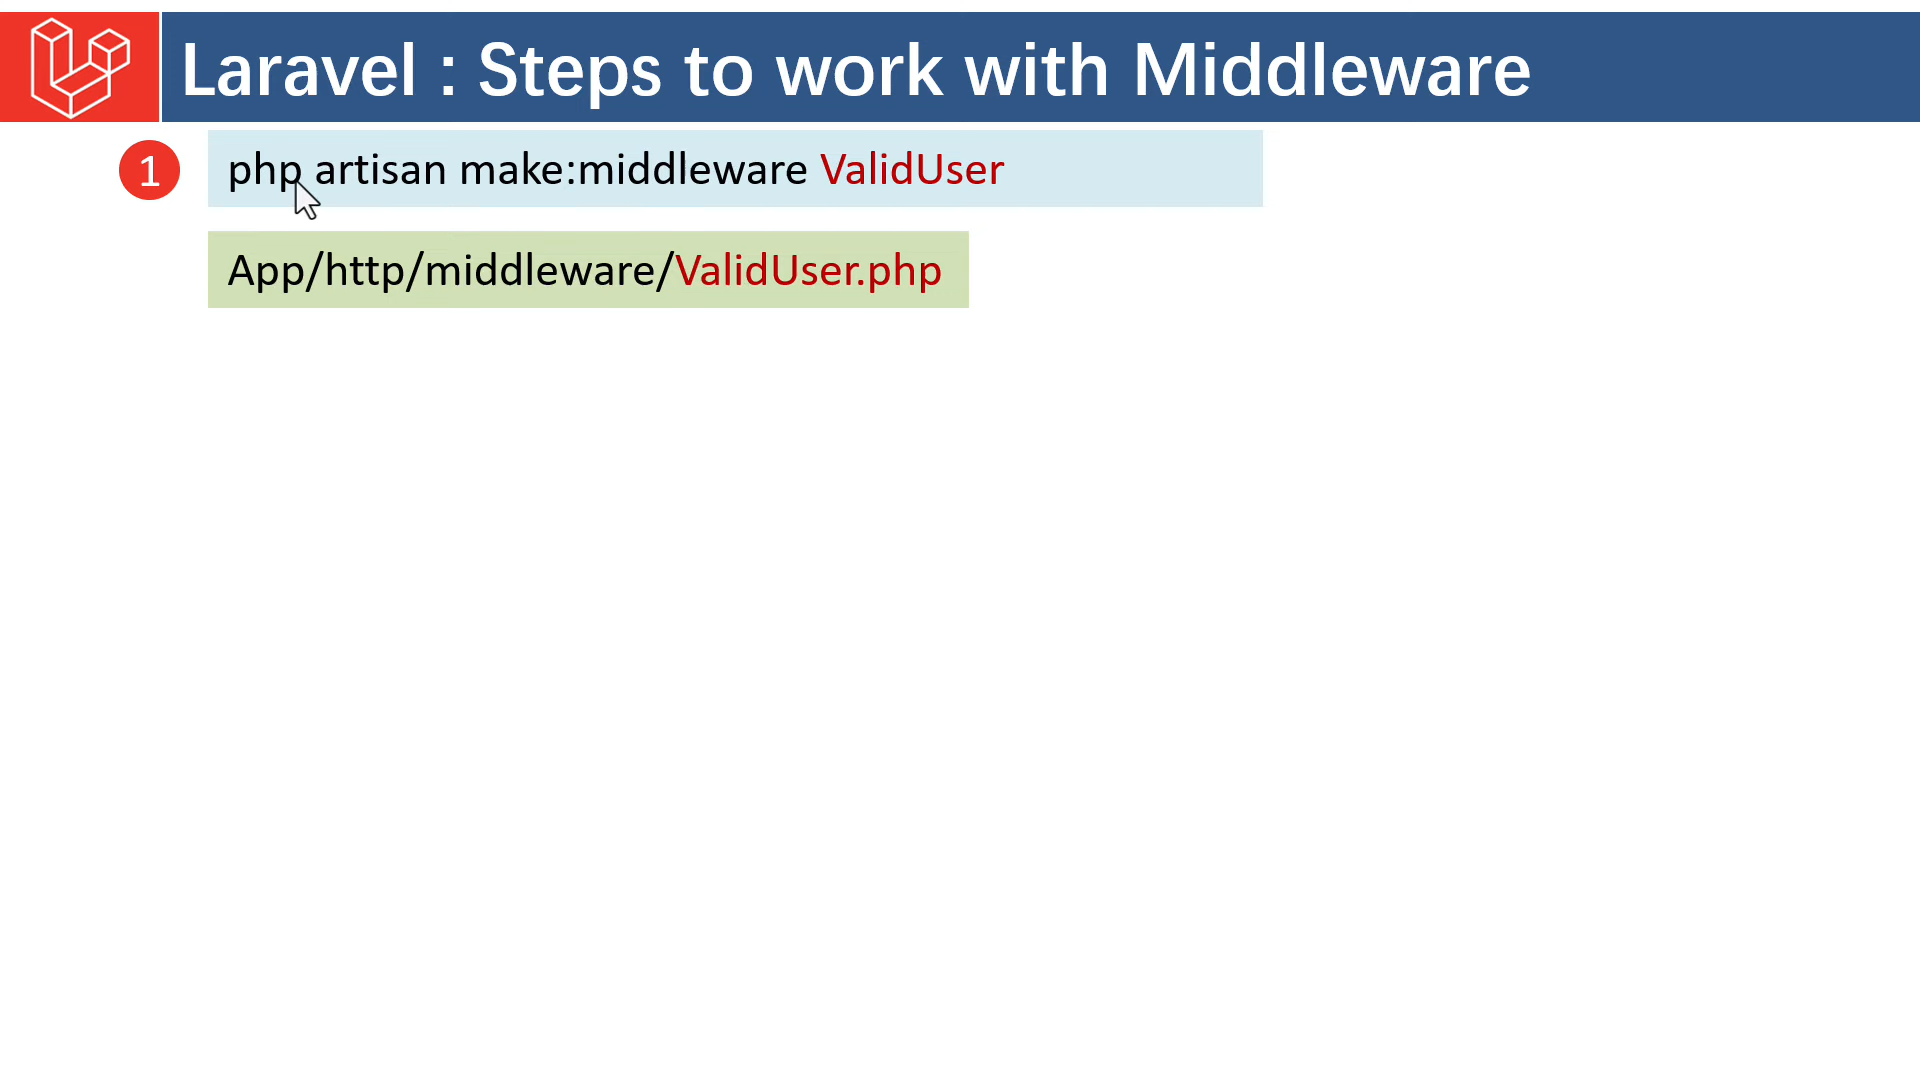 Laravel : Steps to work with Middleware
1
php artisan make:middleware ValidUser
App/http/middleware/ValidUser.php